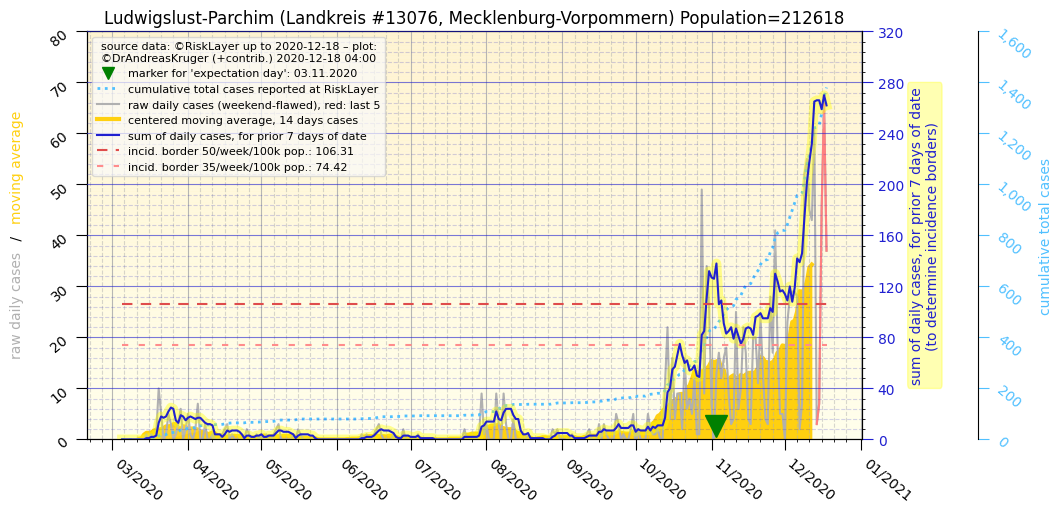 Ludwigslust-Parchim (Landkreis #13076, Mecklenburg-Vorpommern) Population=212618
source data: ©RiskLayer up to 2020-12-18 – plot:
©DrAndreasKruger (+contrib.) 2020-12-18 04:00
marker for 'expectation day': 03.11.2020
cumulative total cases reported at RiskLayer
raw daily cases (weekend-flawed), red: last 5
centered moving average, 14 days cases
sum of daily cases, for prior 7 days of date
incid. border 50/week/100k pop.: 106.31
incid. border 35/week/100k pop.: 74.42
raw daily cases / moving average
80
70
60
50
40
30
20
10
0
03/2020
04/2020
05/2020
06/2020
07/2020
08/2020
09/2020
10/2020
11/2020
12/2020
01/2021
320
280
240
200
160
120
80
40
0
sum of daily cases, for prior 7 days of date
(to determine incidence borders)
1,600
1,400
1,200
1,000
800
600
400
200
0
cumulative total cases